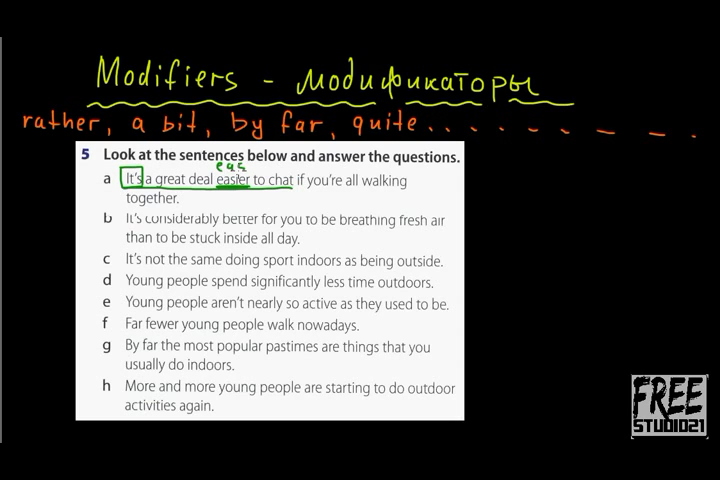 Modifiers - модификаторы
rather, a bit, by far, quite........
5 Look at the sentences below and answer the questions.
eas
a It's a great deal easier to chat if you're all walking
together.
b It's considerably better for you to be breathing fresh air
than to be stuck inside all day.
c It's not the same doing sport indoors as being outside.
d Young people spend significantly less time outdoors.
e Young people aren't nearly so active as they used to be.
f Far fewer young people walk nowadays.
g By far the most popular pastimes are things that you
usually do indoors.
h More and more young people are starting to do outdoor
activities again.
FREE
STUDIO21